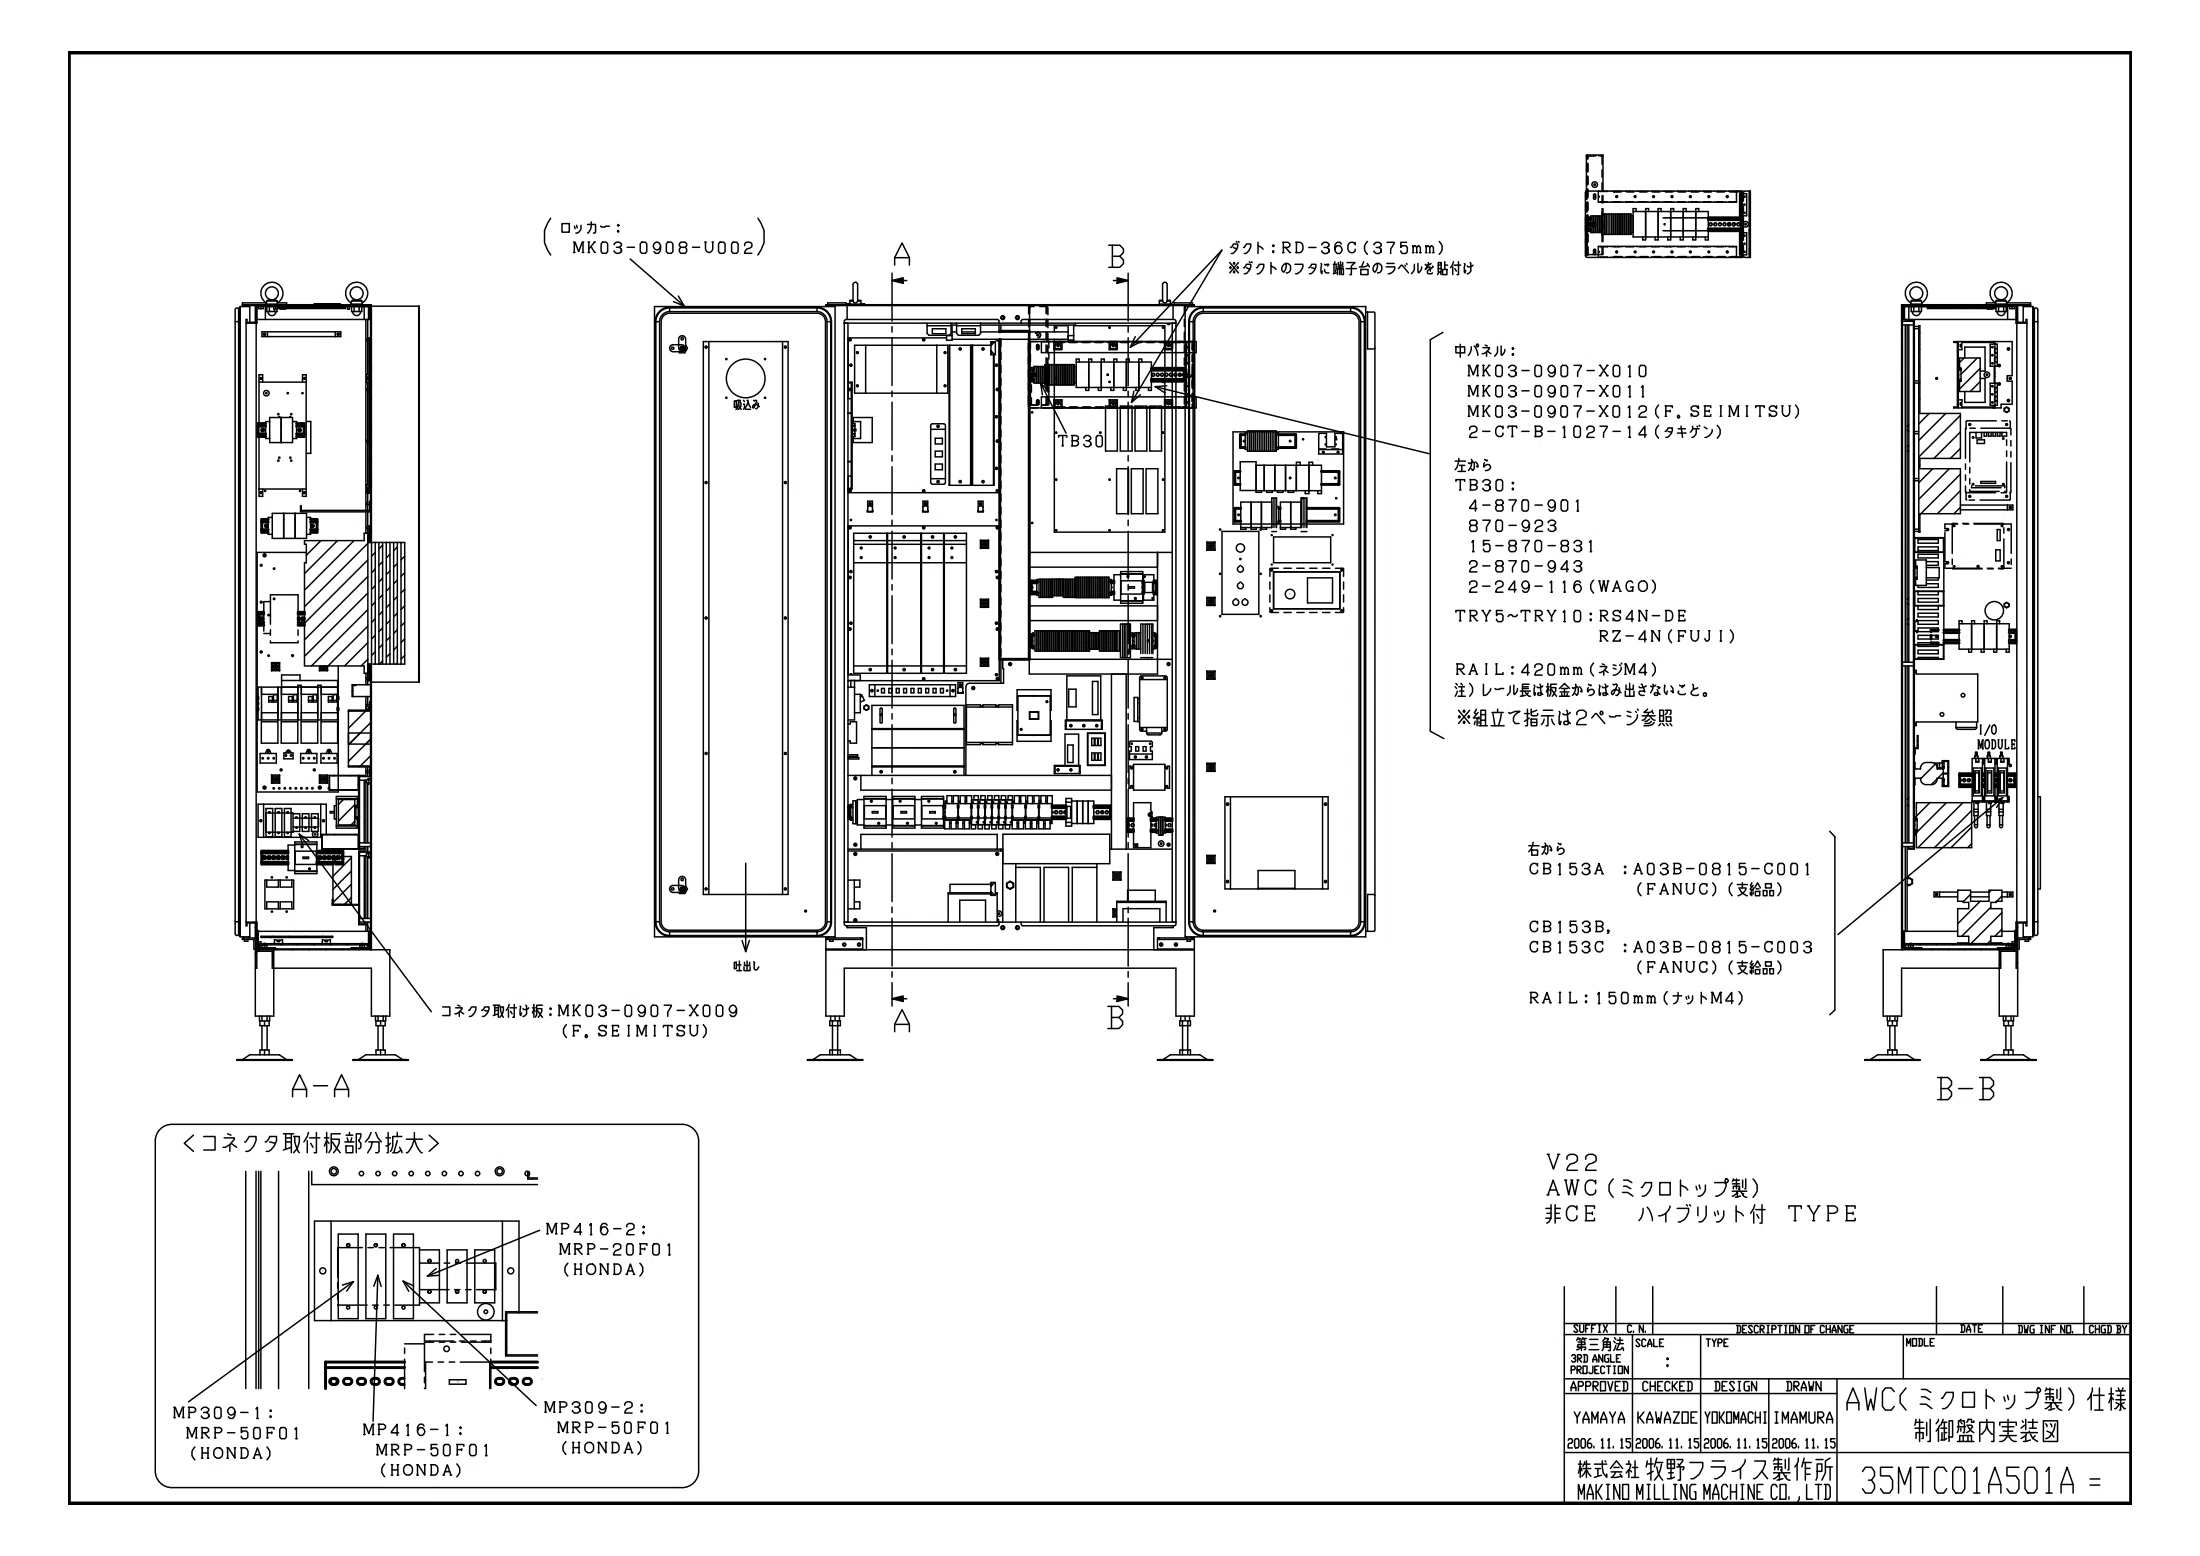 (ロッカー:
MK03-0908-U002)
A
B
ダクト:RD-36C(375mm)
※ダクトのフタに端子台のラベルを貼付け
吸込み
TB30
吐出し
A
B
中パネル:
MK03-0907-X010
MK03-0907-X011
MK03-0907-X012(F.SEIMITSU)
2-CT-B-1027-14(タキゲン)
左から
TB30:
4-870-901
870-923
15-870-831
2-870-943
2-249-116(WAGO)
TRY5~TRY10:RS4N-DE
RZ-4N(FUJI)
RAIL:420mm(ネジM4)
注)レール長は板金からはみ出さないこと。
※組立て指示は2ページ参照
I/O
MODULE
右から
CB153A :A03B-0815-C001
(FANUC)(支給品)
CB153B,
CB153C :A03B-0815-C003
(FANUC)(支給品)
RAIL:150mm(ナットM4)
コネクタ取付け板:MK03-0907-X009
(F.SEIMITSU)
A-A
B-B
<コネクタ取付板部分拡大>
MP416-2:
MRP-20F01
(HONDA)
MP309-1:
MRP-50F01
(HONDA)
MP416-1:
MRP-50F01
(HONDA)
MP309-2:
MRP-50F01
(HONDA)
V22
AWC(ミクロトップ製)
非CE ハイブリット付 TYPE
SUFFIX C.N. DESCRIPTION OF CHANGE DATE DWG INF NO. CHGD BY
第三角法
3RD ANGLE
PROJECTION
SCALE
:
TYPE
MODLE
APPROVED CHECKED DESIGN DRAWN
YAMAYA KAWAZOE YOKOMACHI IMAMURA
2006.11.15 2006.11.15 2006.11.15 2006.11.15
AWC(ミクロトップ製)仕様
制御盤内実装図
株式会社 牧野フライス製作所
MAKINO MILLING MACHINE CO.,LTD
35MTC01A501A =